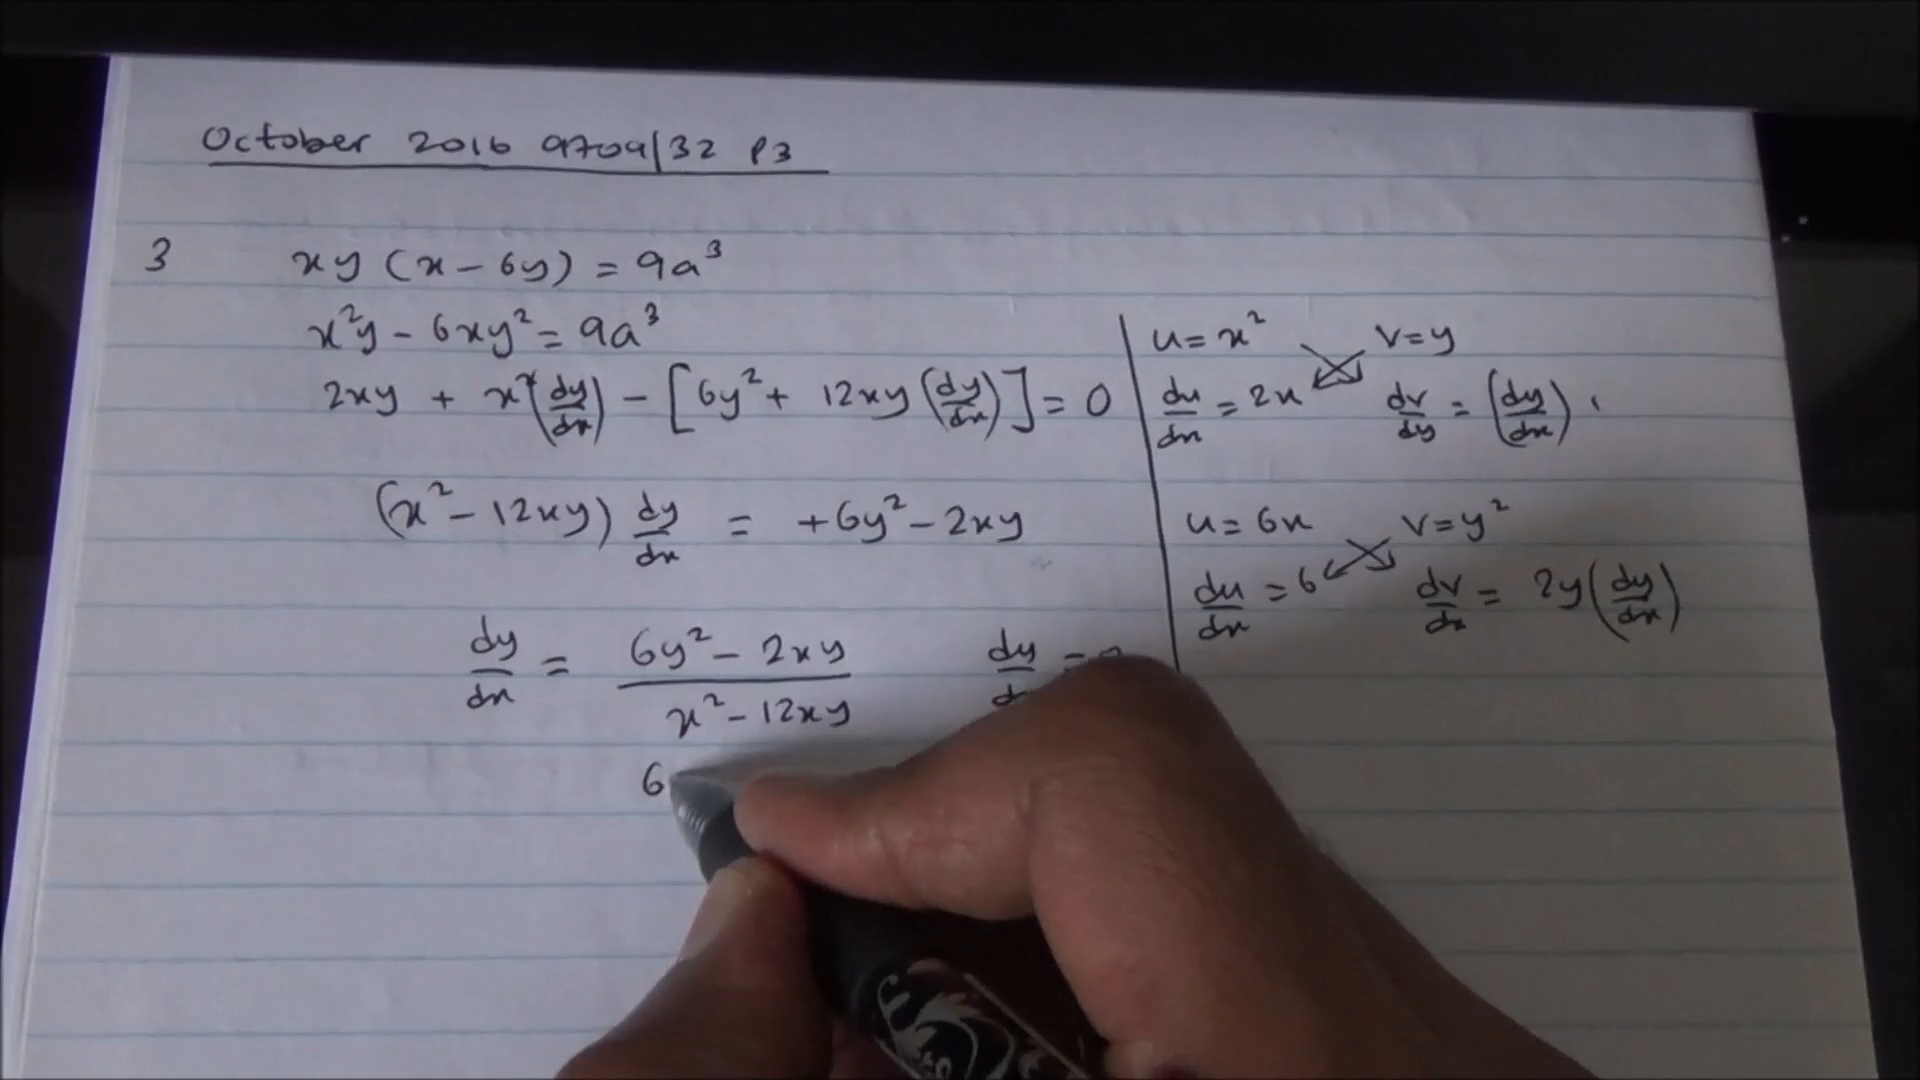 October 2016 9709/32 P3
3 xy (x - 6y) = 9a³
x²y - 6xy² = 9a³
2xy + x²(dy/dx) - [6y² + 12xy (dy/dx)] = 0
(x² - 12xy) dy/dx = +6y² - 2xy
dy/dx = (6y² - 2xy)/(x² - 12xy) dy/dx =
6
u = x² v = y
du/dx = 2x dv/dy = (dy/dx)
u = 6x v = y²
du/dx = 6 dv/dx = 2y(dy/dx)